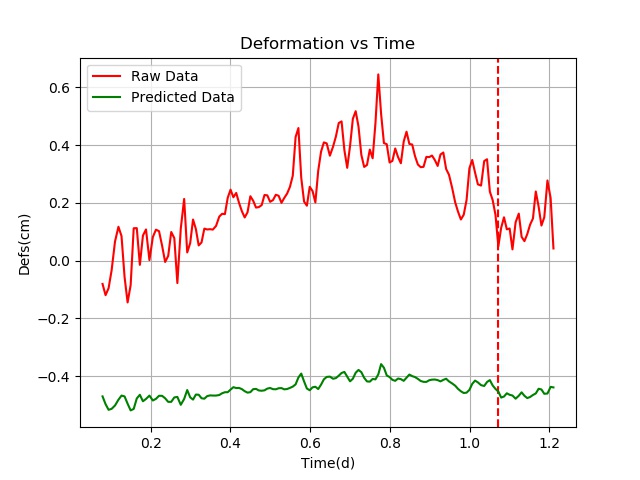 Deformation vs Time
Raw Data
Predicted Data
Defs(cm)
0.6
0.4
0.2
0.0
−0.2
−0.4
0.2 0.4 0.6 0.8 1.0 1.2
Time(d)